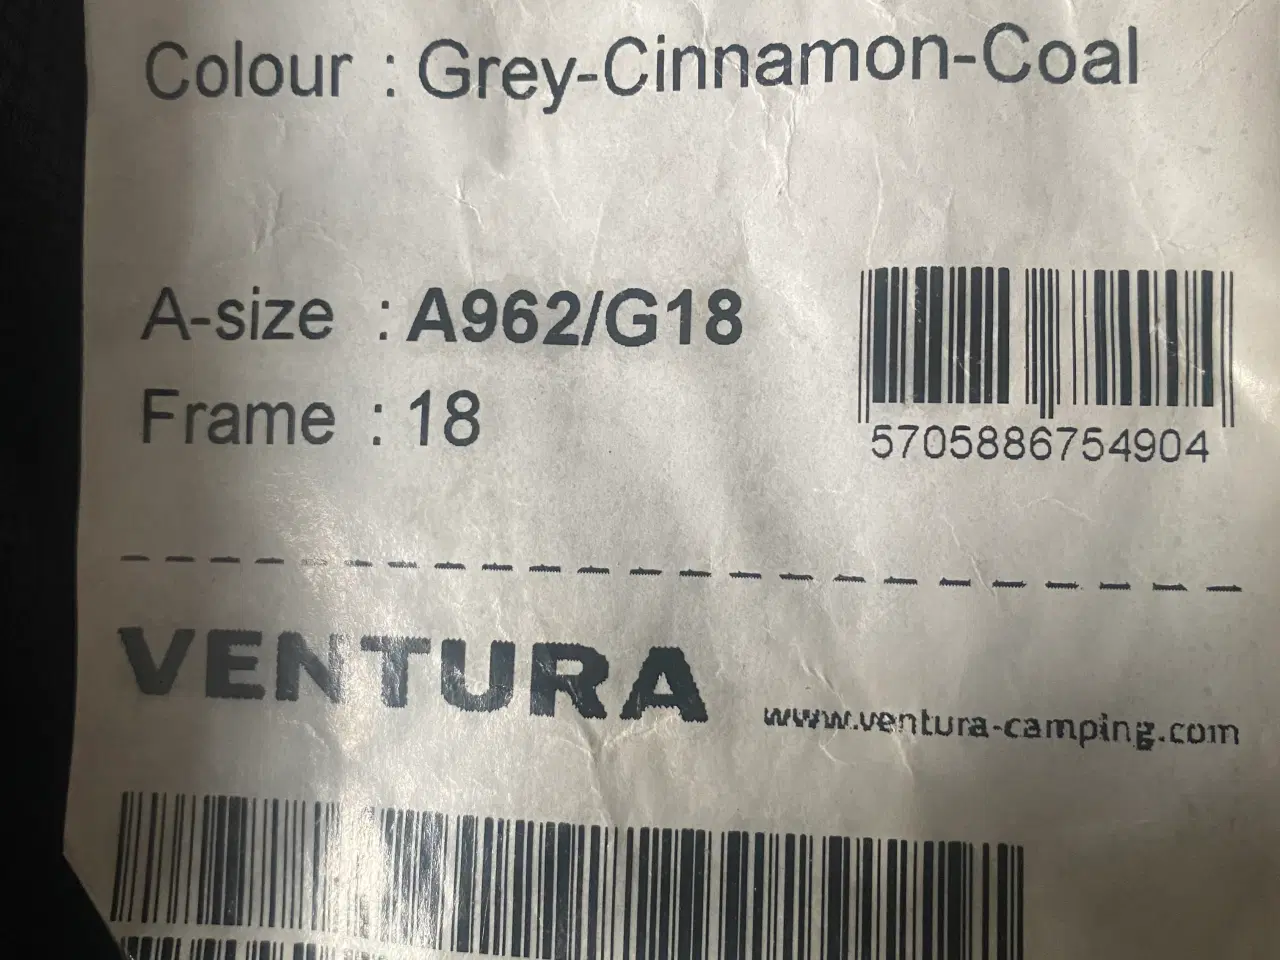 Colour : Grey-Cinnamon-Coal
A-size : A962/G18
Frame : 18
5705886754904
VENTURA
www.ventura-camping.com